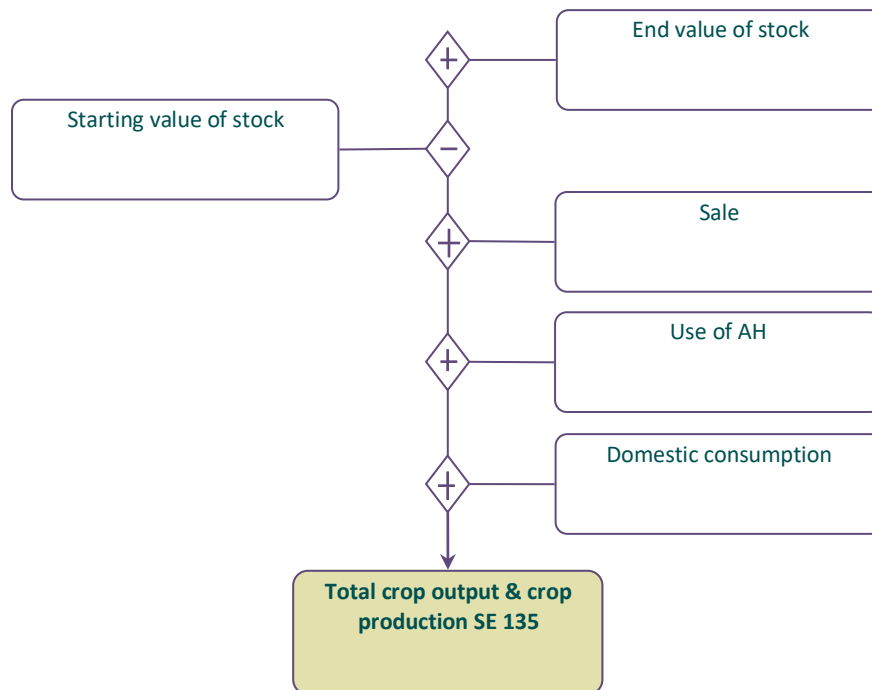 End value of stock
+
Starting value of stock
−
Sale
+
Use of AH
+
Domestic consumption
+
Total crop output & crop
production SE 135